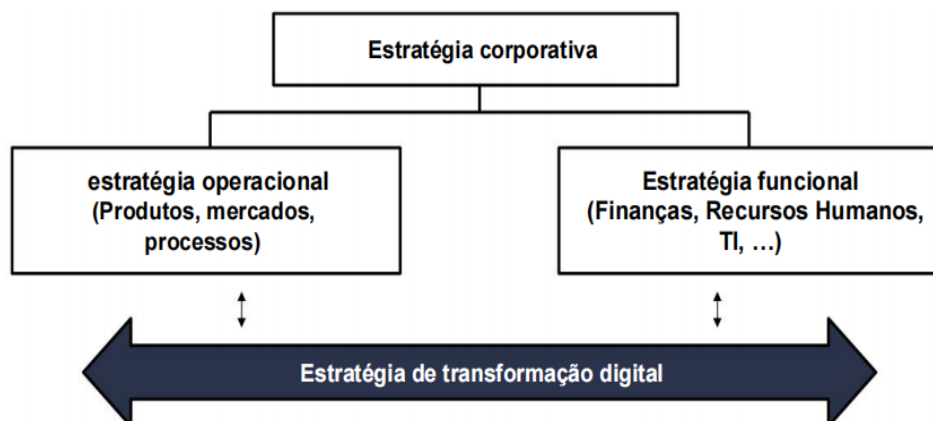 Estratégia corporativa
estratégia operacional
(Produtos, mercados,
processos)
Estratégia funcional
(Finanças, Recursos Humanos,
TI, ...)
Estratégia de transformação digital